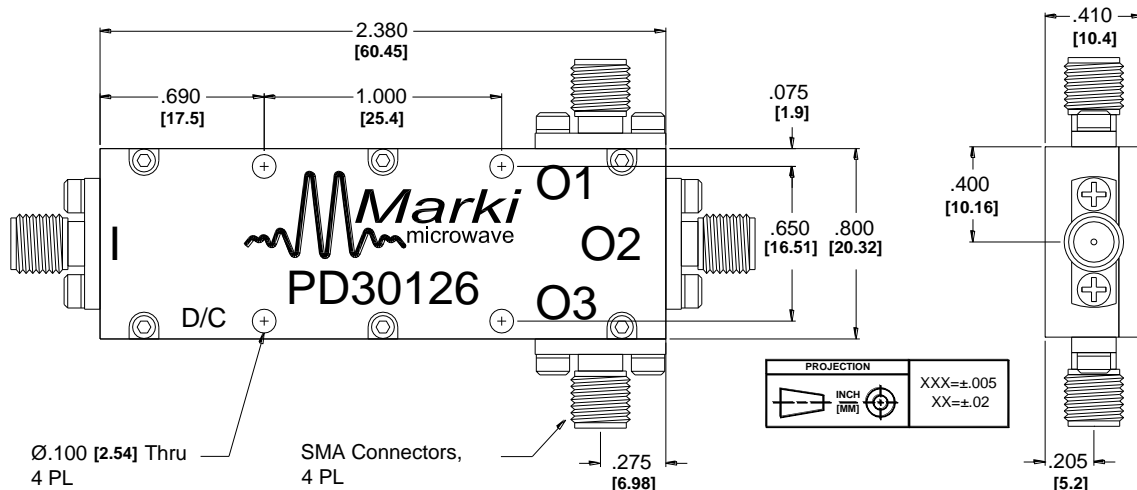 2.380
[60.45]
.410
[10.4]
.690
[17.5]
1.000
[25.4]
.075
[1.9]
O1
Marki
microwave
I
O2
.650
[16.51]
.800
[20.32]
.400
[10.16]
PD30126
D/C
O3
PROJECTION
INCH
[MM]
XXX=±.005
XX=±.02
Ø.100 [2.54] Thru
4 PL
SMA Connectors,
4 PL
.275
[6.98]
.205
[5.2]